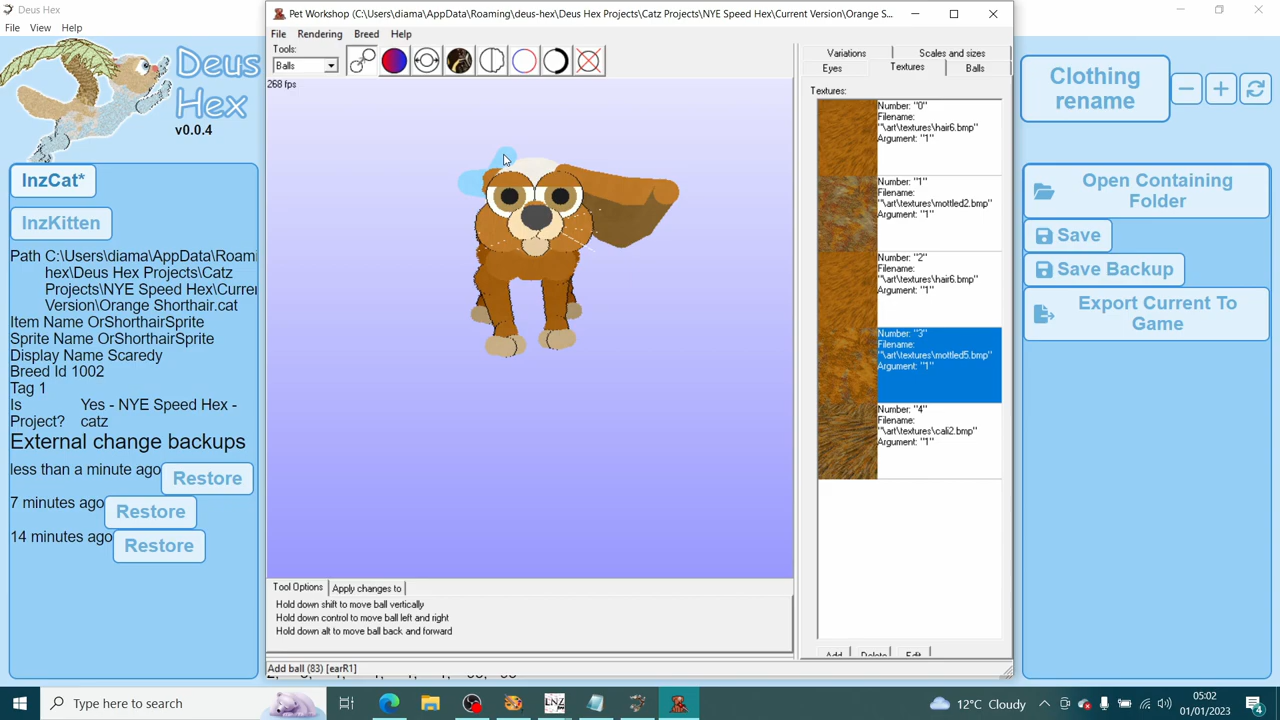 Deus Hex
File View Help
Deus
Hex
v0.0.4
InzCat*
InzKitten
Path C:\Users\diama\AppData\Roami
hex\Deus Hex Projects\Catz
Projects\NYE Speed Hex\Curre
Version\Orange Shorthair.cat
Item Name OrShorthairSprite
Sprite Name OrShorthairSprite
Display Name Scaredy
Breed Id 1002
Tag 1
Is Yes - NYE Speed Hex -
Project? catz
External change backups
less than a minute ago Restore
7 minutes ago Restore
14 minutes ago Restore
Pet Workshop (C:\Users\diama\AppData\Roaming\deus-hex\Deus Hex Projects\Catz Projects\NYE Speed Hex\Current Version\Orange S...
File Rendering Breed Help
Tools:
Balls
268 fps
Variations Scales and sizes
Eyes Textures Balls
Textures:
Number: "0"
Filename:
"\art\textures\hair6.bmp"
Argument: "1"
Number: "1"
Filename:
"\art\textures\mottled2.bmp"
Argument: "1"
Number: "2"
Filename:
"\art\textures\hair6.bmp"
Argument: "1"
Number: "3"
Filename:
"\art\textures\mottled5.bmp"
Argument: "1"
Number: "4"
Filename:
"\art\textures\cali2.bmp"
Argument: "1"
Add Delete Edit
Tool Options Apply changes to
Hold down shift to move ball vertically
Hold down control to move ball left and right
Hold down alt to move ball back and forward
Add ball (83) [earR1]
Clothing
rename
Open Containing
Folder
Save
Save Backup
Export Current To
Game
Type here to search
LNZ
12°C Cloudy
05:02
01/01/2023
4